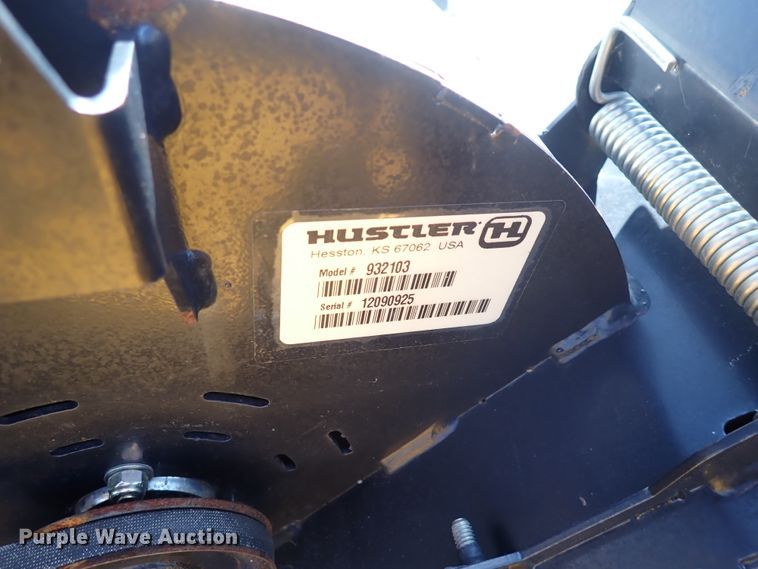 HUSTLER H
Hesston, KS 67062 USA
Model # 932103
Serial # 12090925
Purple Wave Auction